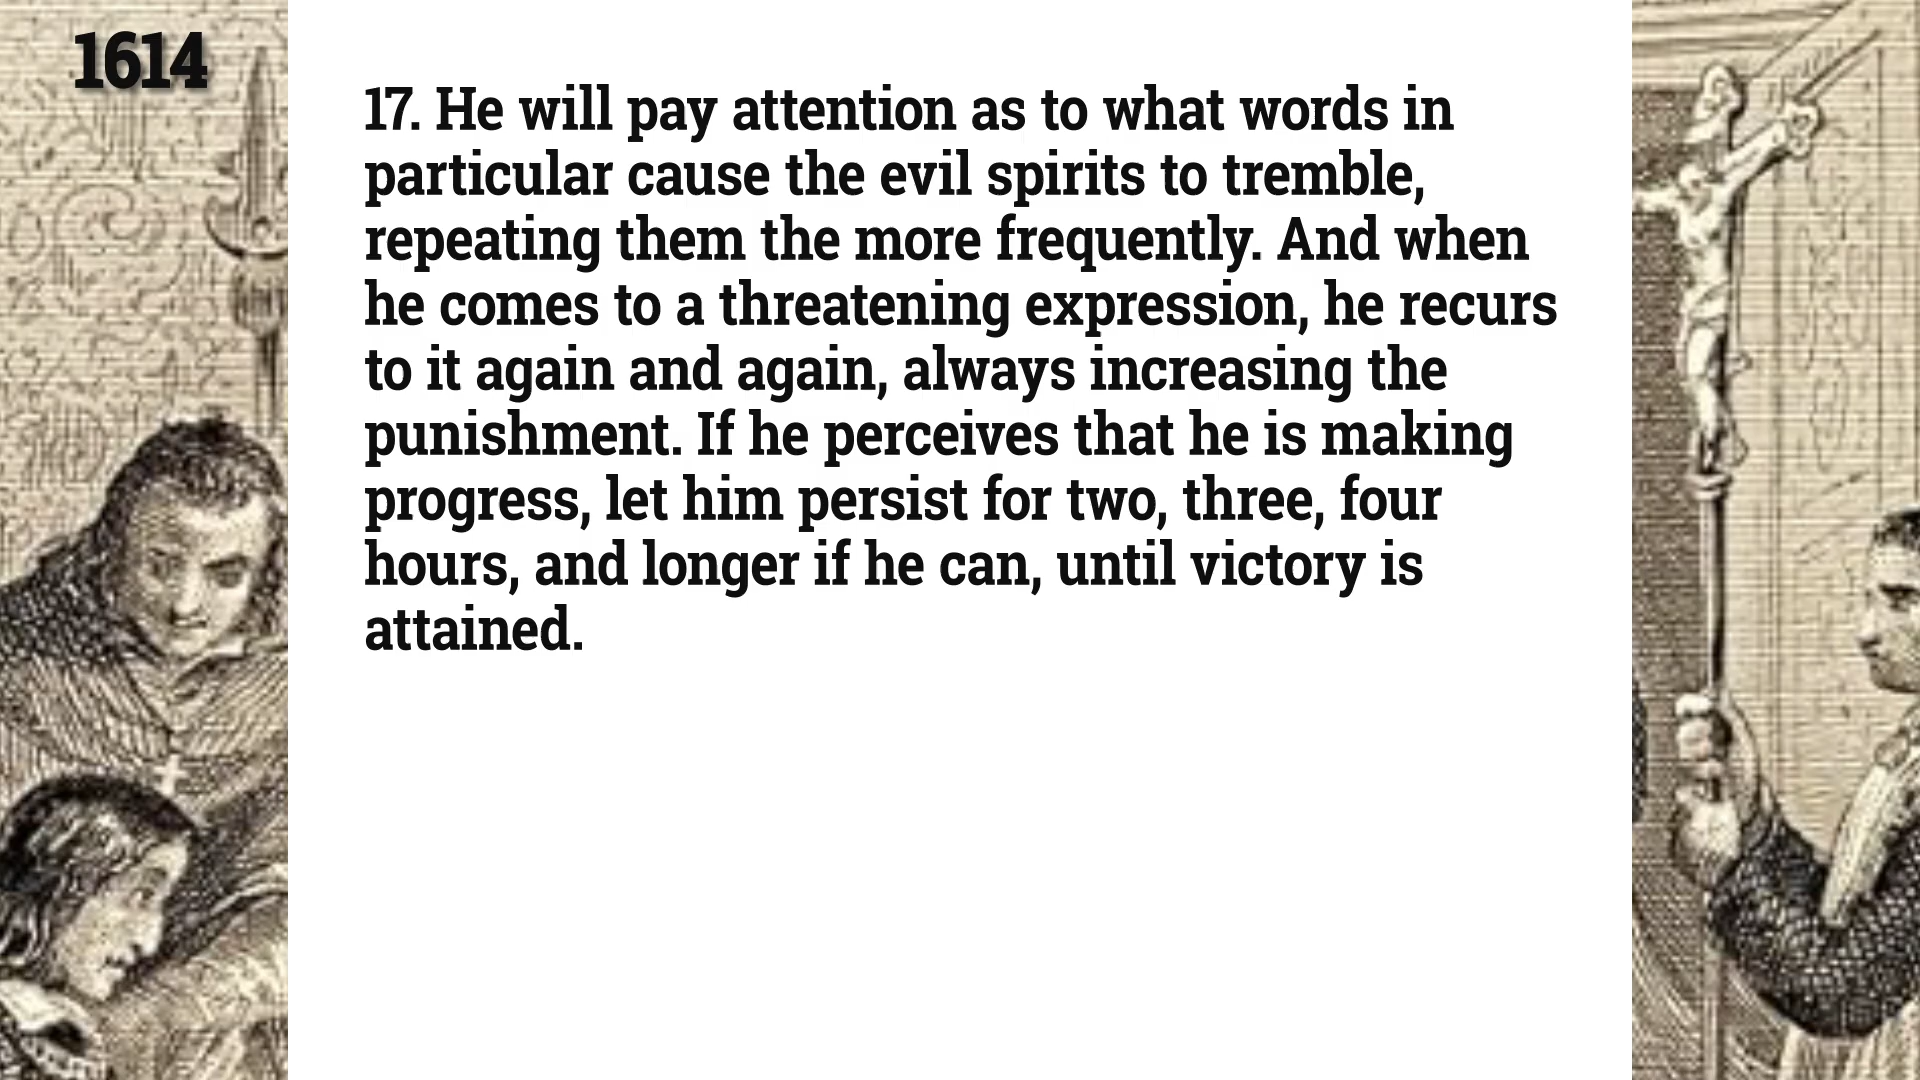 1614
17. He will pay attention as to what words in
particular cause the evil spirits to tremble,
repeating them the more frequently. And when
he comes to a threatening expression, he recurs
to it again and again, always increasing the
punishment. If he perceives that he is making
progress, let him persist for two, three, four
hours, and longer if he can, until victory is
attained.